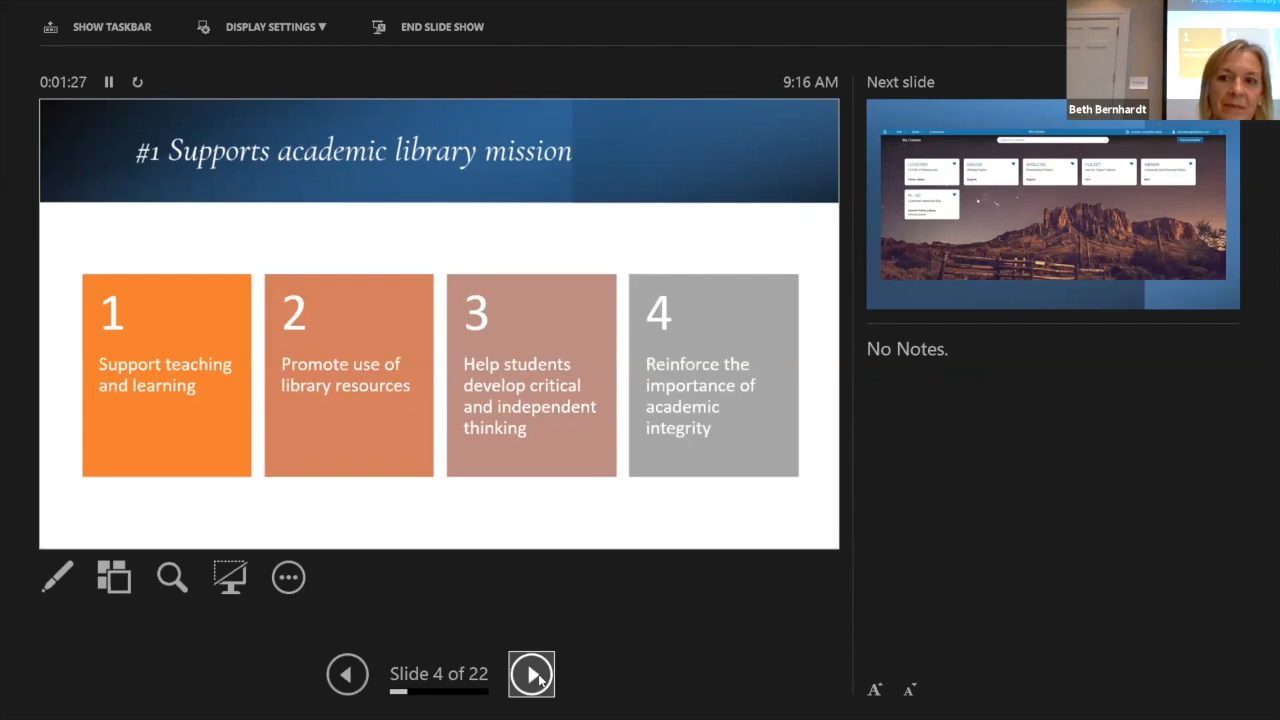 SHOW TASKBAR
DISPLAY SETTINGS ▼
END SLIDE SHOW
0:01:27
9:16 AM
Next slide
Beth Bernhardt
#1 Supports academic library mission
1
Support teaching
and learning
2
Promote use of
library resources
3
Help students
develop critical
and independent
thinking
4
Reinforce the
importance of
academic
integrity
My Classes
No Notes.
Slide 4 of 22
A A